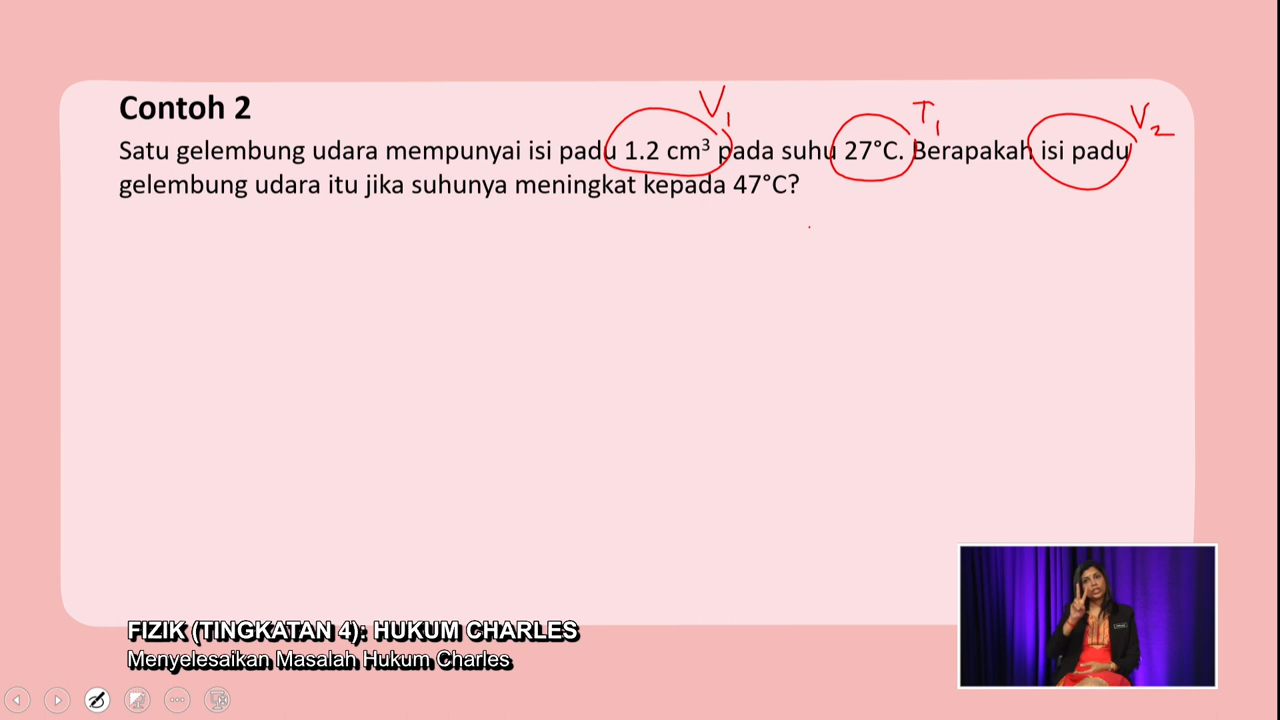 Contoh 2
V1 T1 V2
Satu gelembung udara mempunyai isi padu 1.2 cm³ pada suhu 27°C. Berapakah isi padu
gelembung udara itu jika suhunya meningkat kepada 47°C?
FIZIK (TINGKATAN 4): HUKUM CHARLES
Menyelesaikan Masalah Hukum Charles